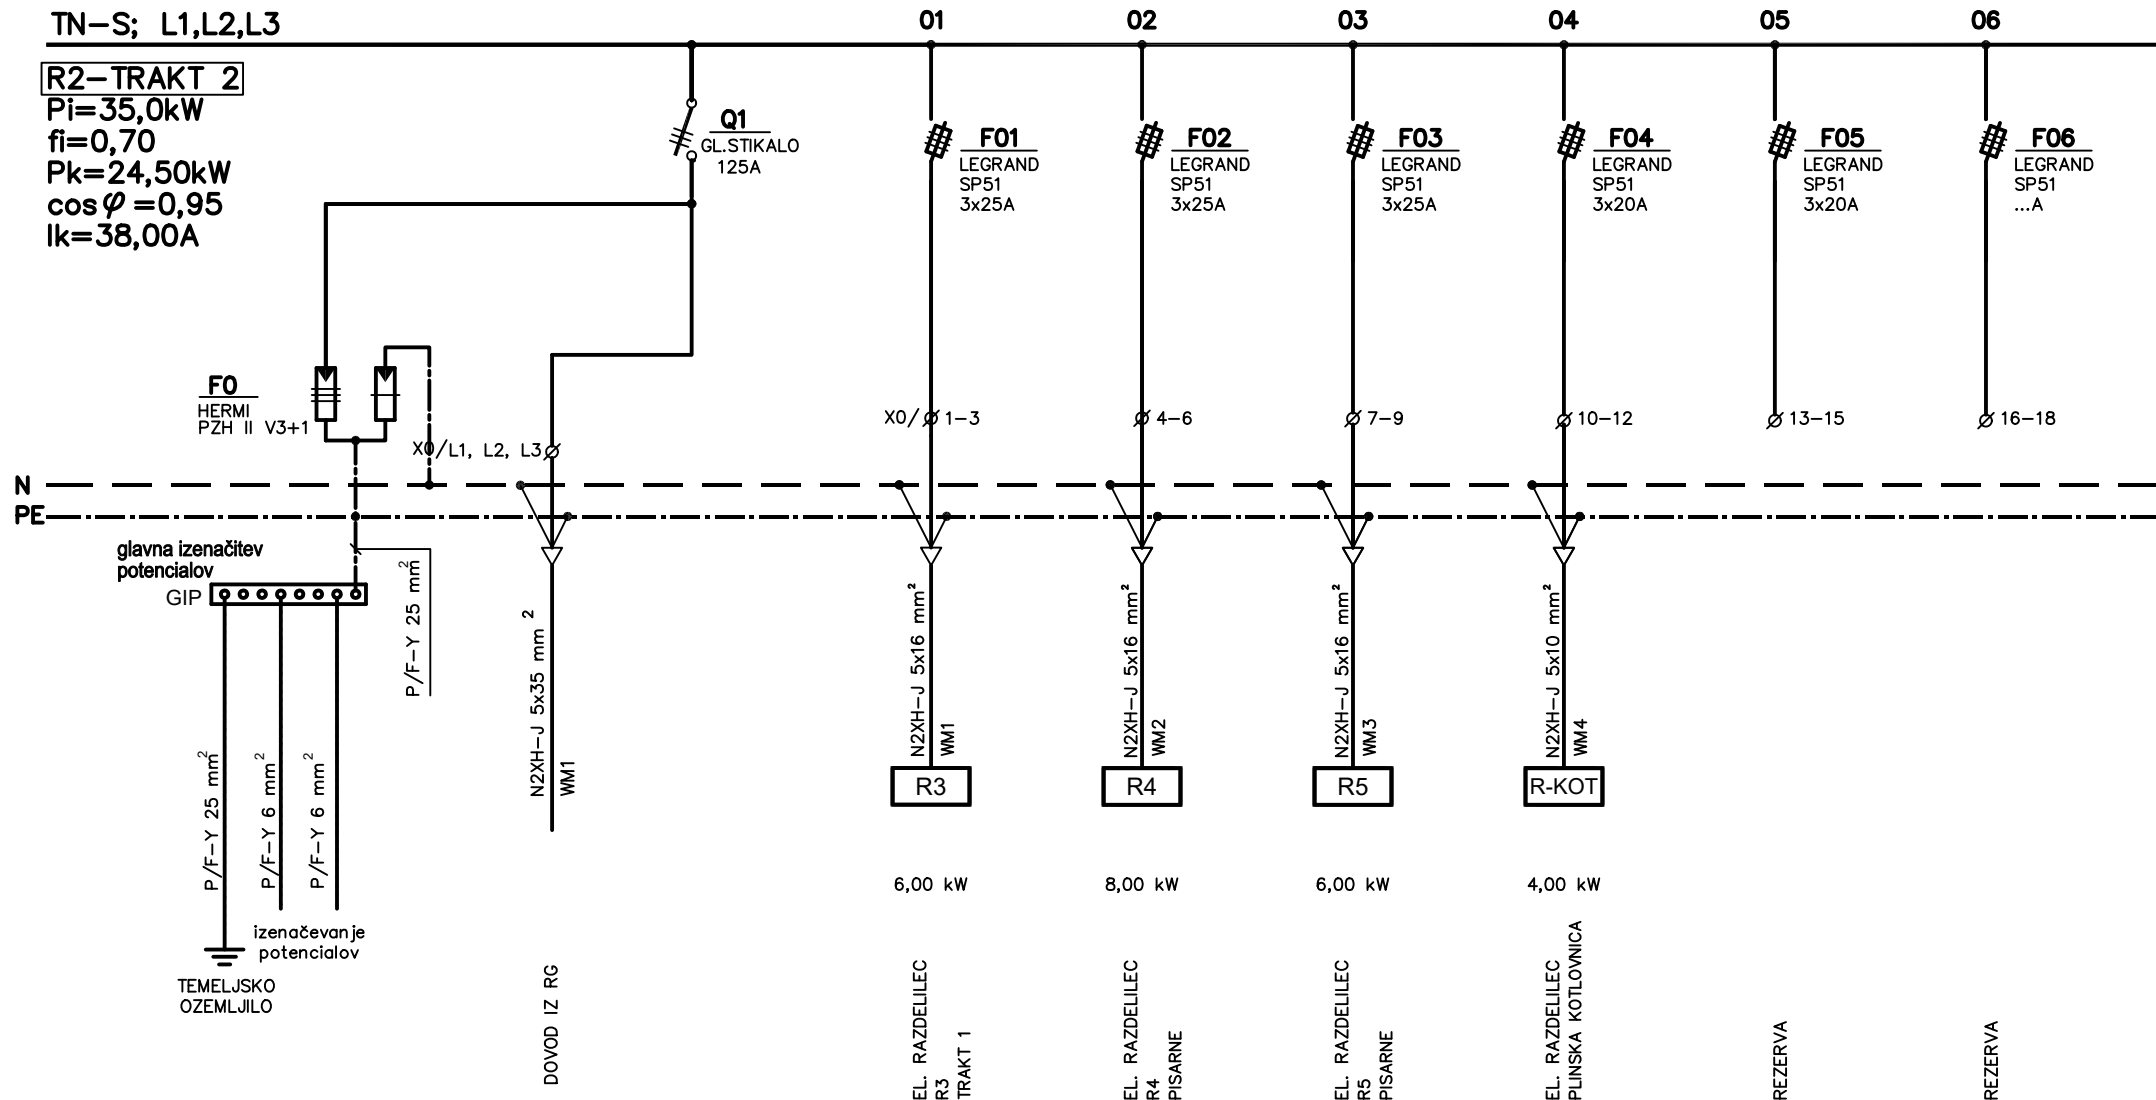 TN-S; L1,L2,L3
01
02
03
04
05
06
R2-TRAKT 2
Pi=35,0kW
fi=0,70
Pk=24,50kW
cosφ=0,95
Ik=38,00A
Q1
GL.STIKALO
125A
F01
LEGRAND
SP51
3x25A
F02
LEGRAND
SP51
3x25A
F03
LEGRAND
SP51
3x25A
F04
LEGRAND
SP51
3x20A
F05
LEGRAND
SP51
3x20A
F06
LEGRAND
SP51
...A
F0
HERMI
PZH II V3+1
X0/L1, L2, L3
X0/ 1-3
4-6
7-9
10-12
13-15
16-18
N
PE
glavna izenačitev
potencialov
GIP
P/F-Y 25 mm²
P/F-Y 25 mm²
P/F-Y 6 mm²
P/F-Y 6 mm²
izenačevanje
potencialov
TEMELJSKO
OZEMLJILO
N2XH-J 5x35 mm²
WM1
DOVOD IZ RG
N2XH-J 5x16 mm²
WM1
R3
6,00 kW
EL. RAZDELILEC
R3
TRAKT 1
N2XH-J 5x16 mm²
WM2
R4
8,00 kW
EL. RAZDELILEC
R4
PISARNE
N2XH-J 5x16 mm²
WM3
R5
6,00 kW
EL. RAZDELILEC
R5
PISARNE
N2XH-J 5x10 mm²
WM4
R-KOT
4,00 kW
EL. RAZDELILEC
PLINSKA KOTLOVNICA
REZERVA
REZERVA